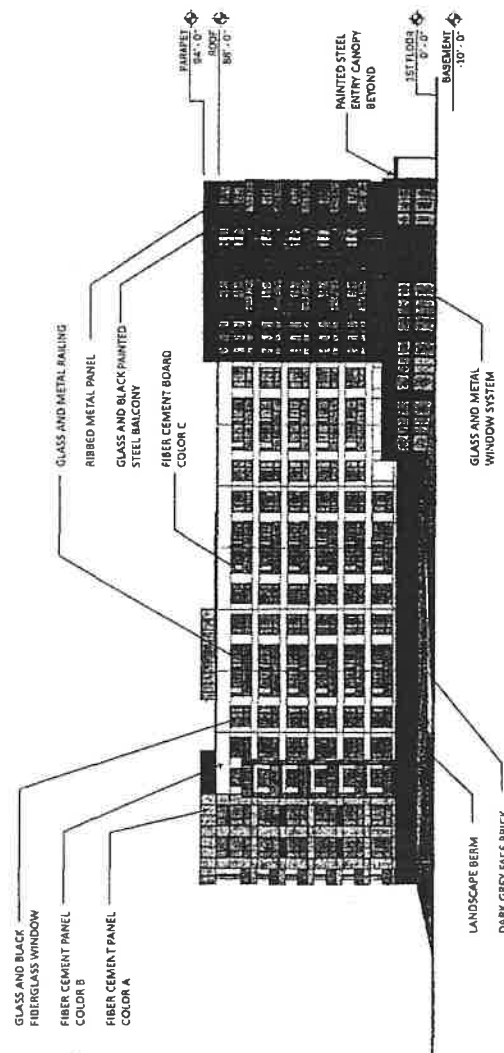 GLASS AND BLACK
FIBERGLASS WINDOW
FIBER CEMENT PANEL
COLOR B
FIBER CEMENT PANEL
COLOR A
GLASS AND METAL RAILING
RIBBED METAL PANEL
GLASS AND BLACK PAINTED
STEEL BALCONY
FIBER CEMENT BOARD
COLOR C
PARAPET
94'-0"
ROOF
88'-0"
PAINTED STEEL
ENTRY CANOPY
BEYOND
1ST FLOOR
0'-0"
BASEMENT
-10'-0"
LANDSCAPE BERM
DARK GREY FACE BRICK
GLASS AND METAL
WINDOW SYSTEM